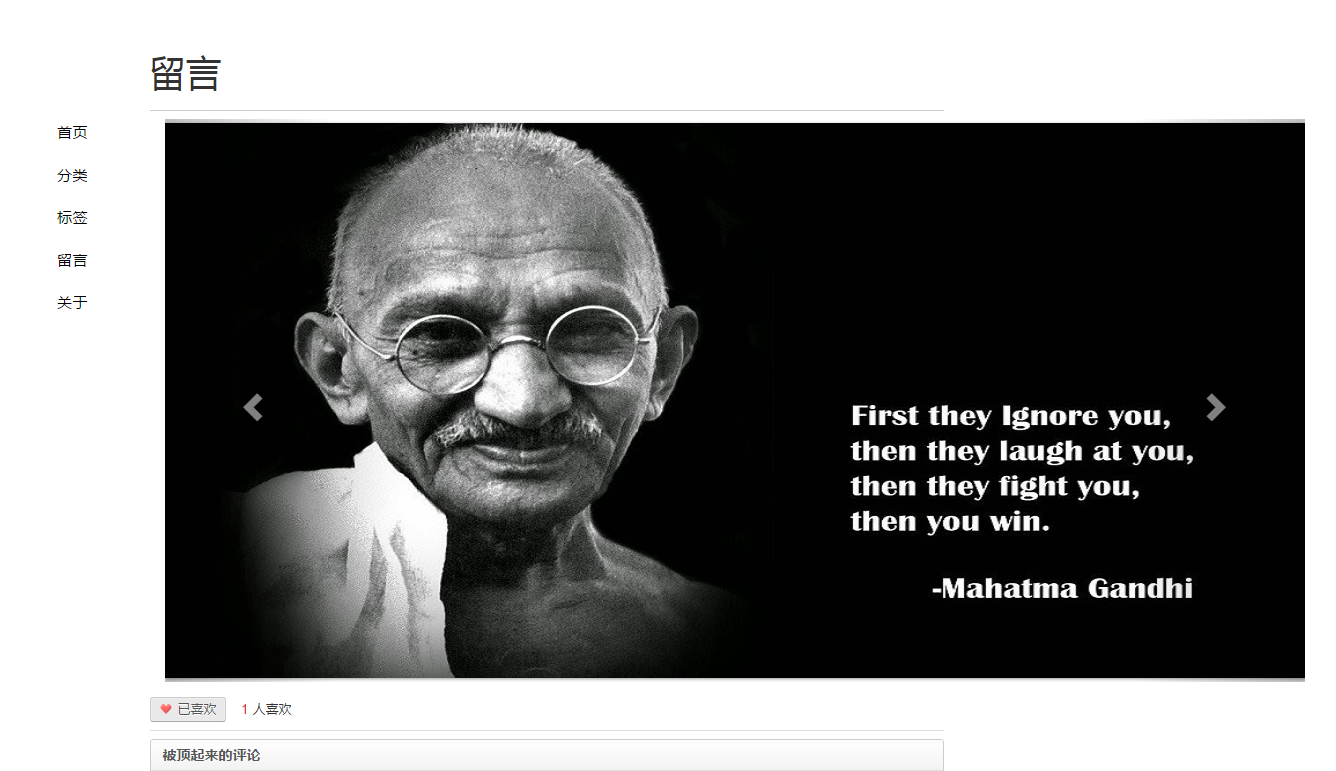 留言
首页
分类
标签
留言
关于
First they Ignore you,
then they laugh at you,
then they fight you,
then you win.
-Mahatma Gandhi
已喜欢
1 人喜欢
被顶起来的评论